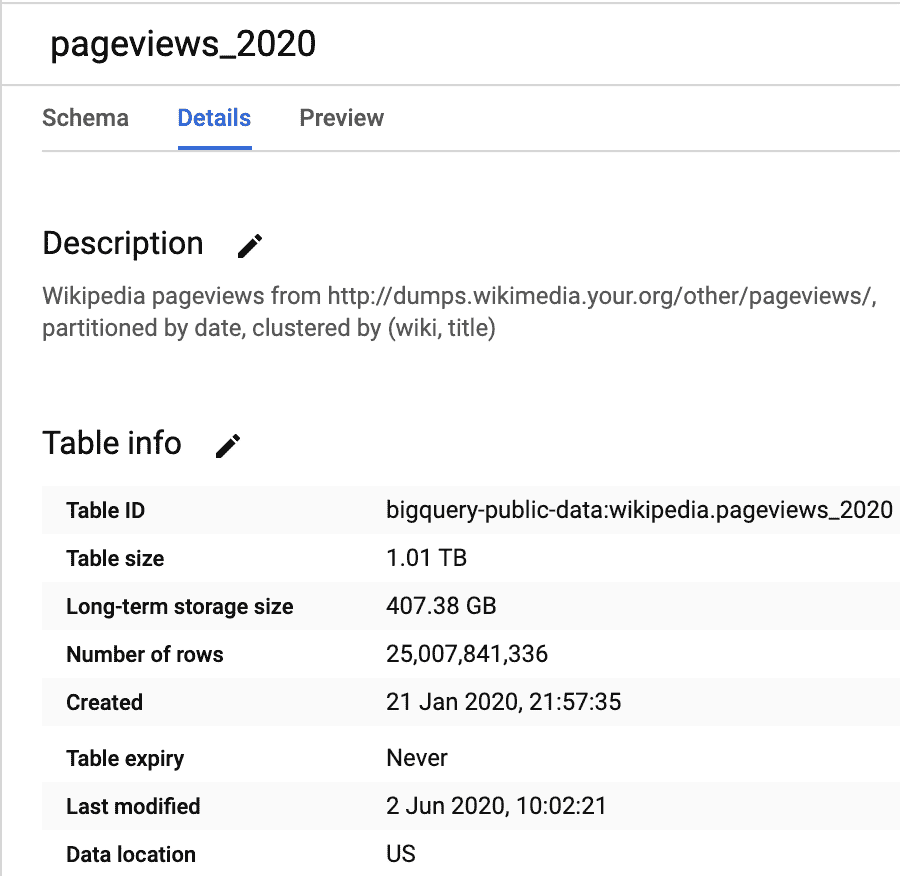 pageviews_2020
Schema Details Preview
Description
Wikipedia pageviews from http://dumps.wikimedia.your.org/other/pageviews/,
partitioned by date, clustered by (wiki, title)
Table info
Table ID bigquery-public-data:wikipedia.pageviews_2020
Table size 1.01 TB
Long-term storage size 407.38 GB
Number of rows 25,007,841,336
Created 21 Jan 2020, 21:57:35
Table expiry Never
Last modified 2 Jun 2020, 10:02:21
Data location US